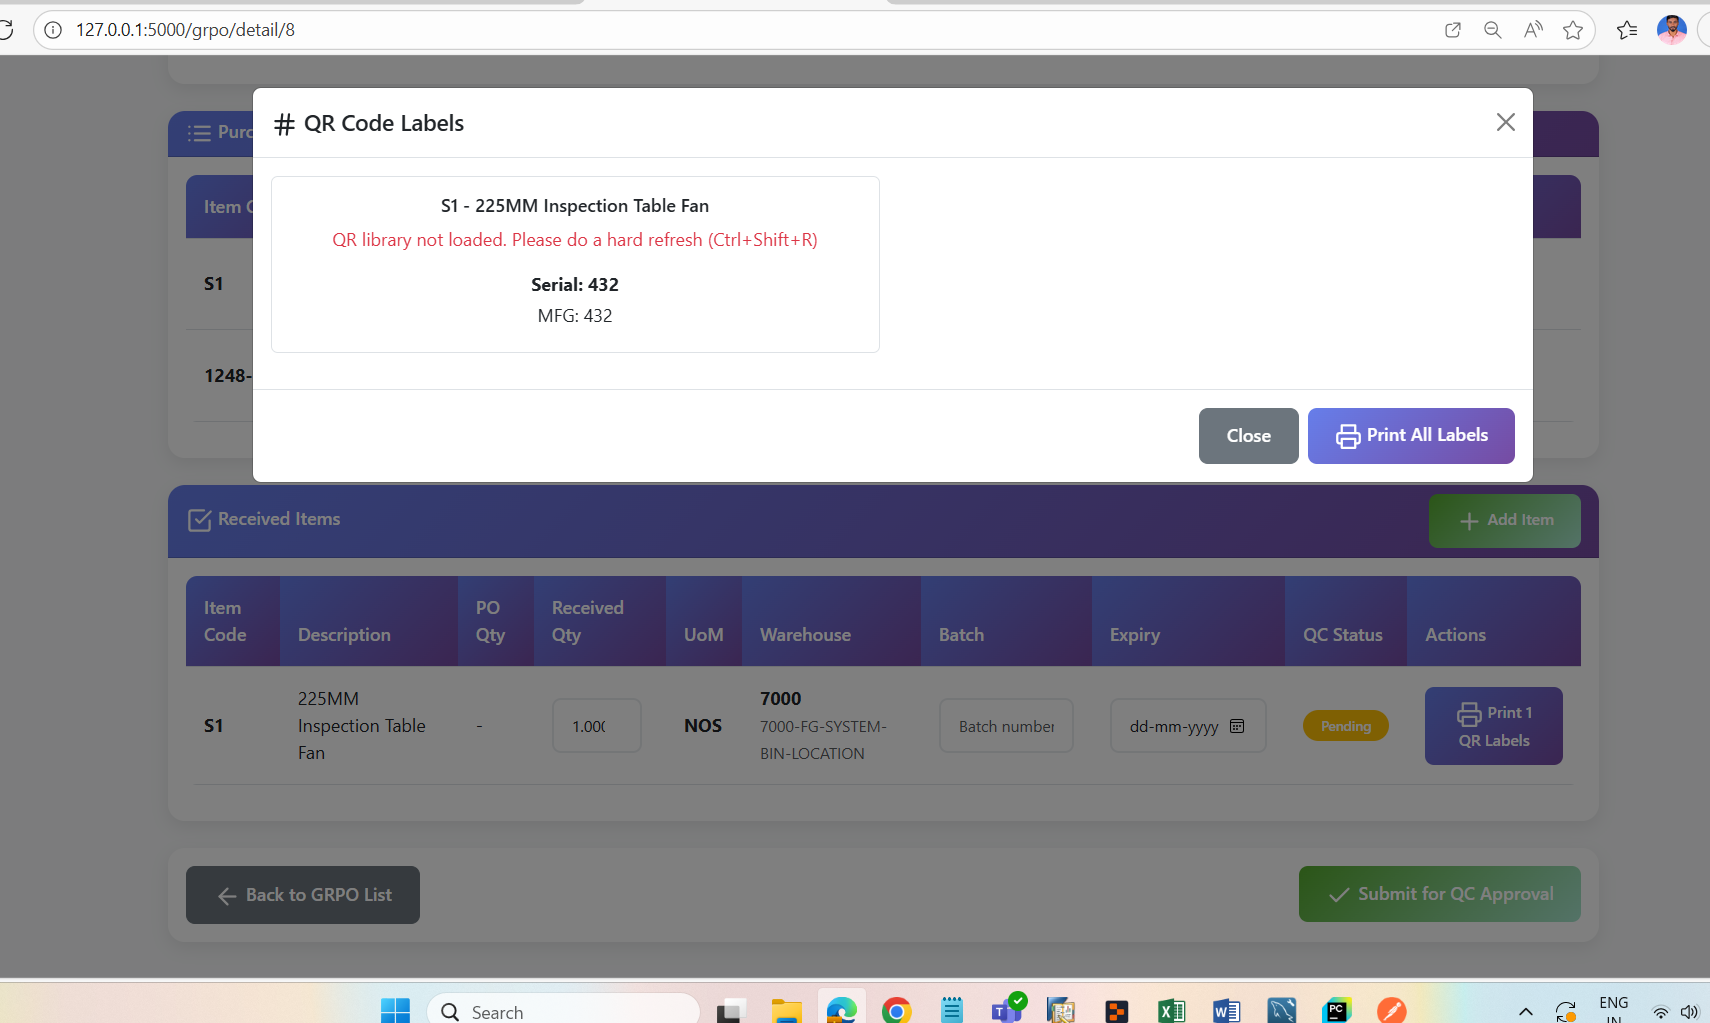 127.0.0.1:5000/grpo/detail/8
# QR Code Labels
S1 - 225MM Inspection Table Fan
QR library not loaded. Please do a hard refresh (Ctrl+Shift+R)
Serial: 432
MFG: 432
Close
Print All Labels
S1
1248-
Received Items
Add Item
Item Code
Description
PO Qty
Received Qty
UoM
Warehouse
Batch
Expiry
QC Status
Actions
S1
225MM
Inspection Table
Fan
-
1.000
NOS
7000
7000-FG-SYSTEM-
BIN-LOCATION
Batch number
dd-mm-yyyy
Pending
Print 1
QR Labels
Back to GRPO List
Submit for QC Approval
Search
ENG
IN